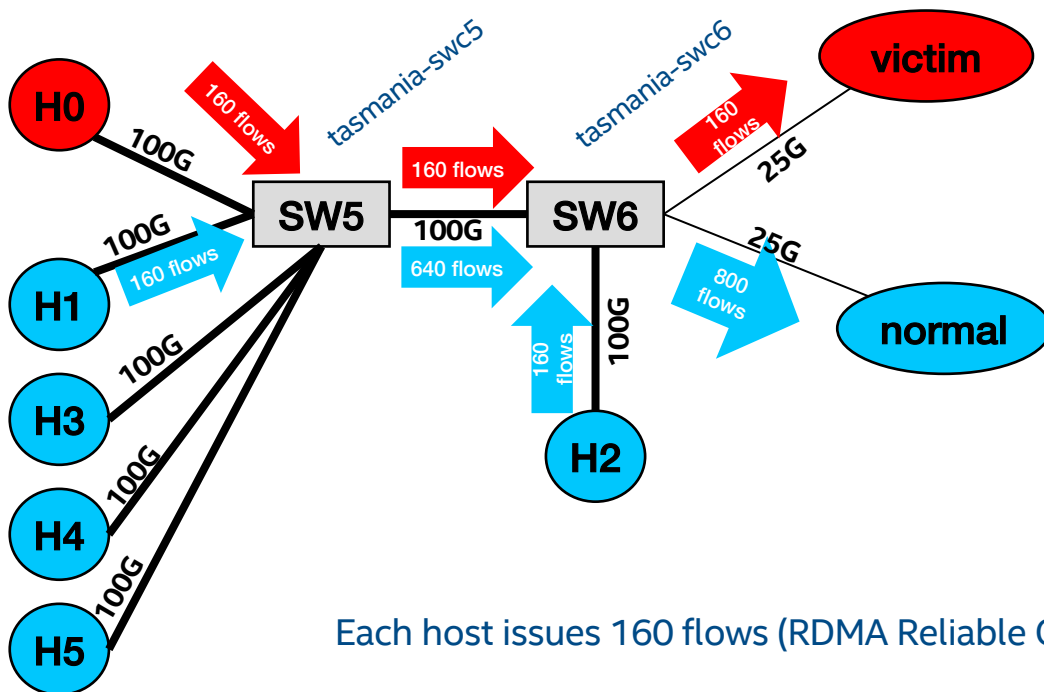 H0
100G
160 flows
tasmania-swc5
tasmania-swc6
victim
160
flows
25G
160 flows
SW5
100G
SW6
H1
100G
160 flows
640 flows
25G
800
flows
normal
H3
100G
160
flows
100G
H2
H4
100G
H5
100G
Each host issues 160 flows (RDMA Reliable